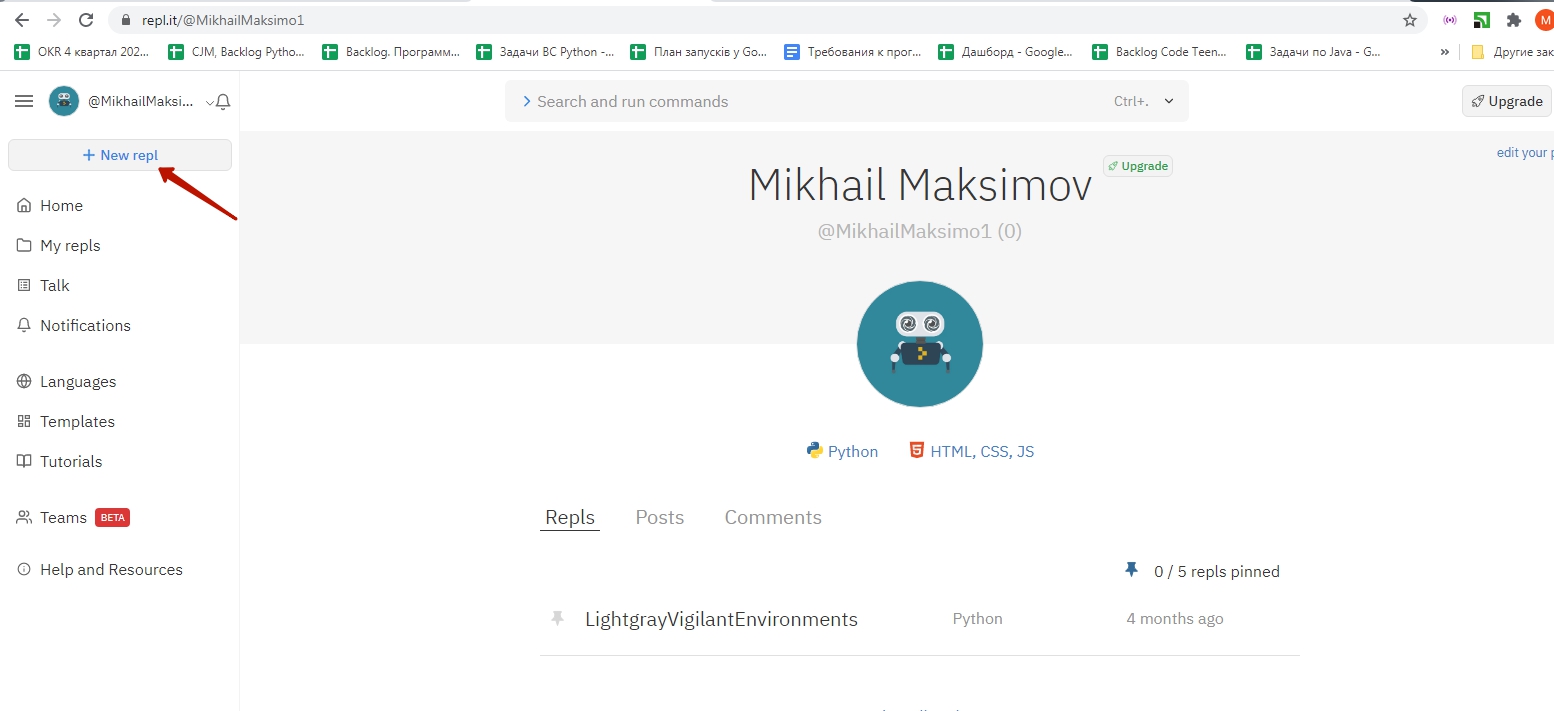 repl.it/@MikhailMaksimo1
M
OKR 4 квартал 202... CJM, Backlog Pytho... Backlog. Программ... Задачи ВС Python -... План запусків у Go... Требования к прог... Дашборд - Google... Backlog Code Teen... Задачи по Java - G... » Другие зак
@MikhailMaksi...
Search and run commands Ctrl+.
Upgrade
+ New repl
Home
My repls
Talk
Notifications
Languages
Templates
Tutorials
Teams BETA
Help and Resources
edit your p
Mikhail Maksimov Upgrade
@MikhailMaksimo1 (0)
Python HTML, CSS, JS
Repls Posts Comments
0 / 5 repls pinned
LightgrayVigilantEnvironments Python 4 months ago